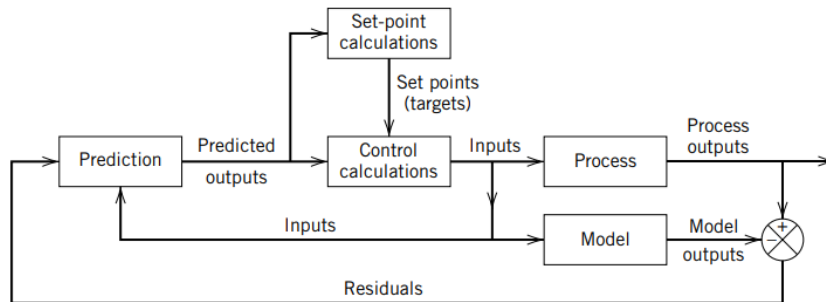 Set-point
calculations
Set points
(targets)
Prediction
Predicted
outputs
Control
calculations
Inputs
Process
Process
outputs
Inputs
Model
Model
outputs
+
–
Residuals